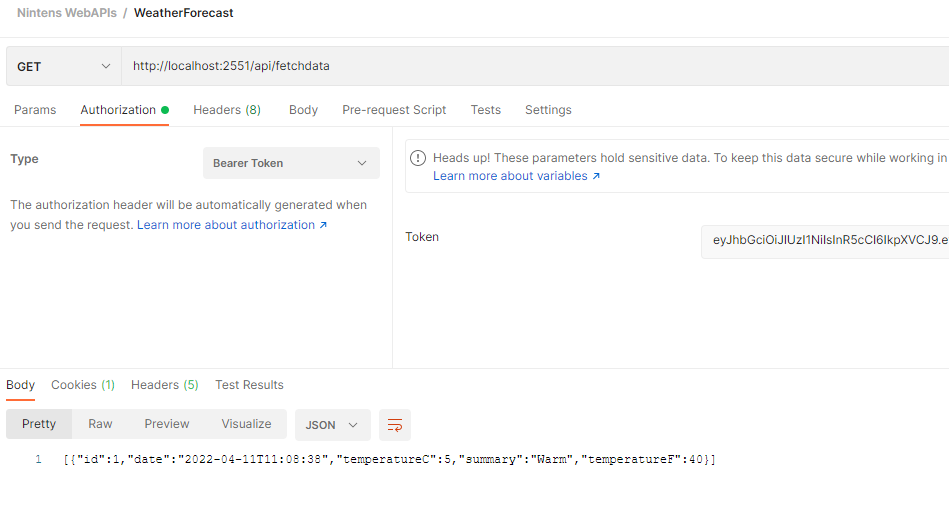 Nintens WebAPIs / WeatherForecast
GET http://localhost:2551/api/fetchdata
Params Authorization Headers (8) Body Pre-request Script Tests Settings
Type Bearer Token
The authorization header will be automatically generated when
you send the request. Learn more about authorization ↗
Heads up! These parameters hold sensitive data. To keep this data secure while working in
Learn more about variables ↗
Token eyJhbGciOiJIUzI1NiIsInR5cCI6IkpXVCJ9.e
Body Cookies (1) Headers (5) Test Results
Pretty Raw Preview Visualize JSON
1 [{"id":1,"date":"2022-04-11T11:08:38","temperatureC":5,"summary":"Warm","temperatureF":40}]